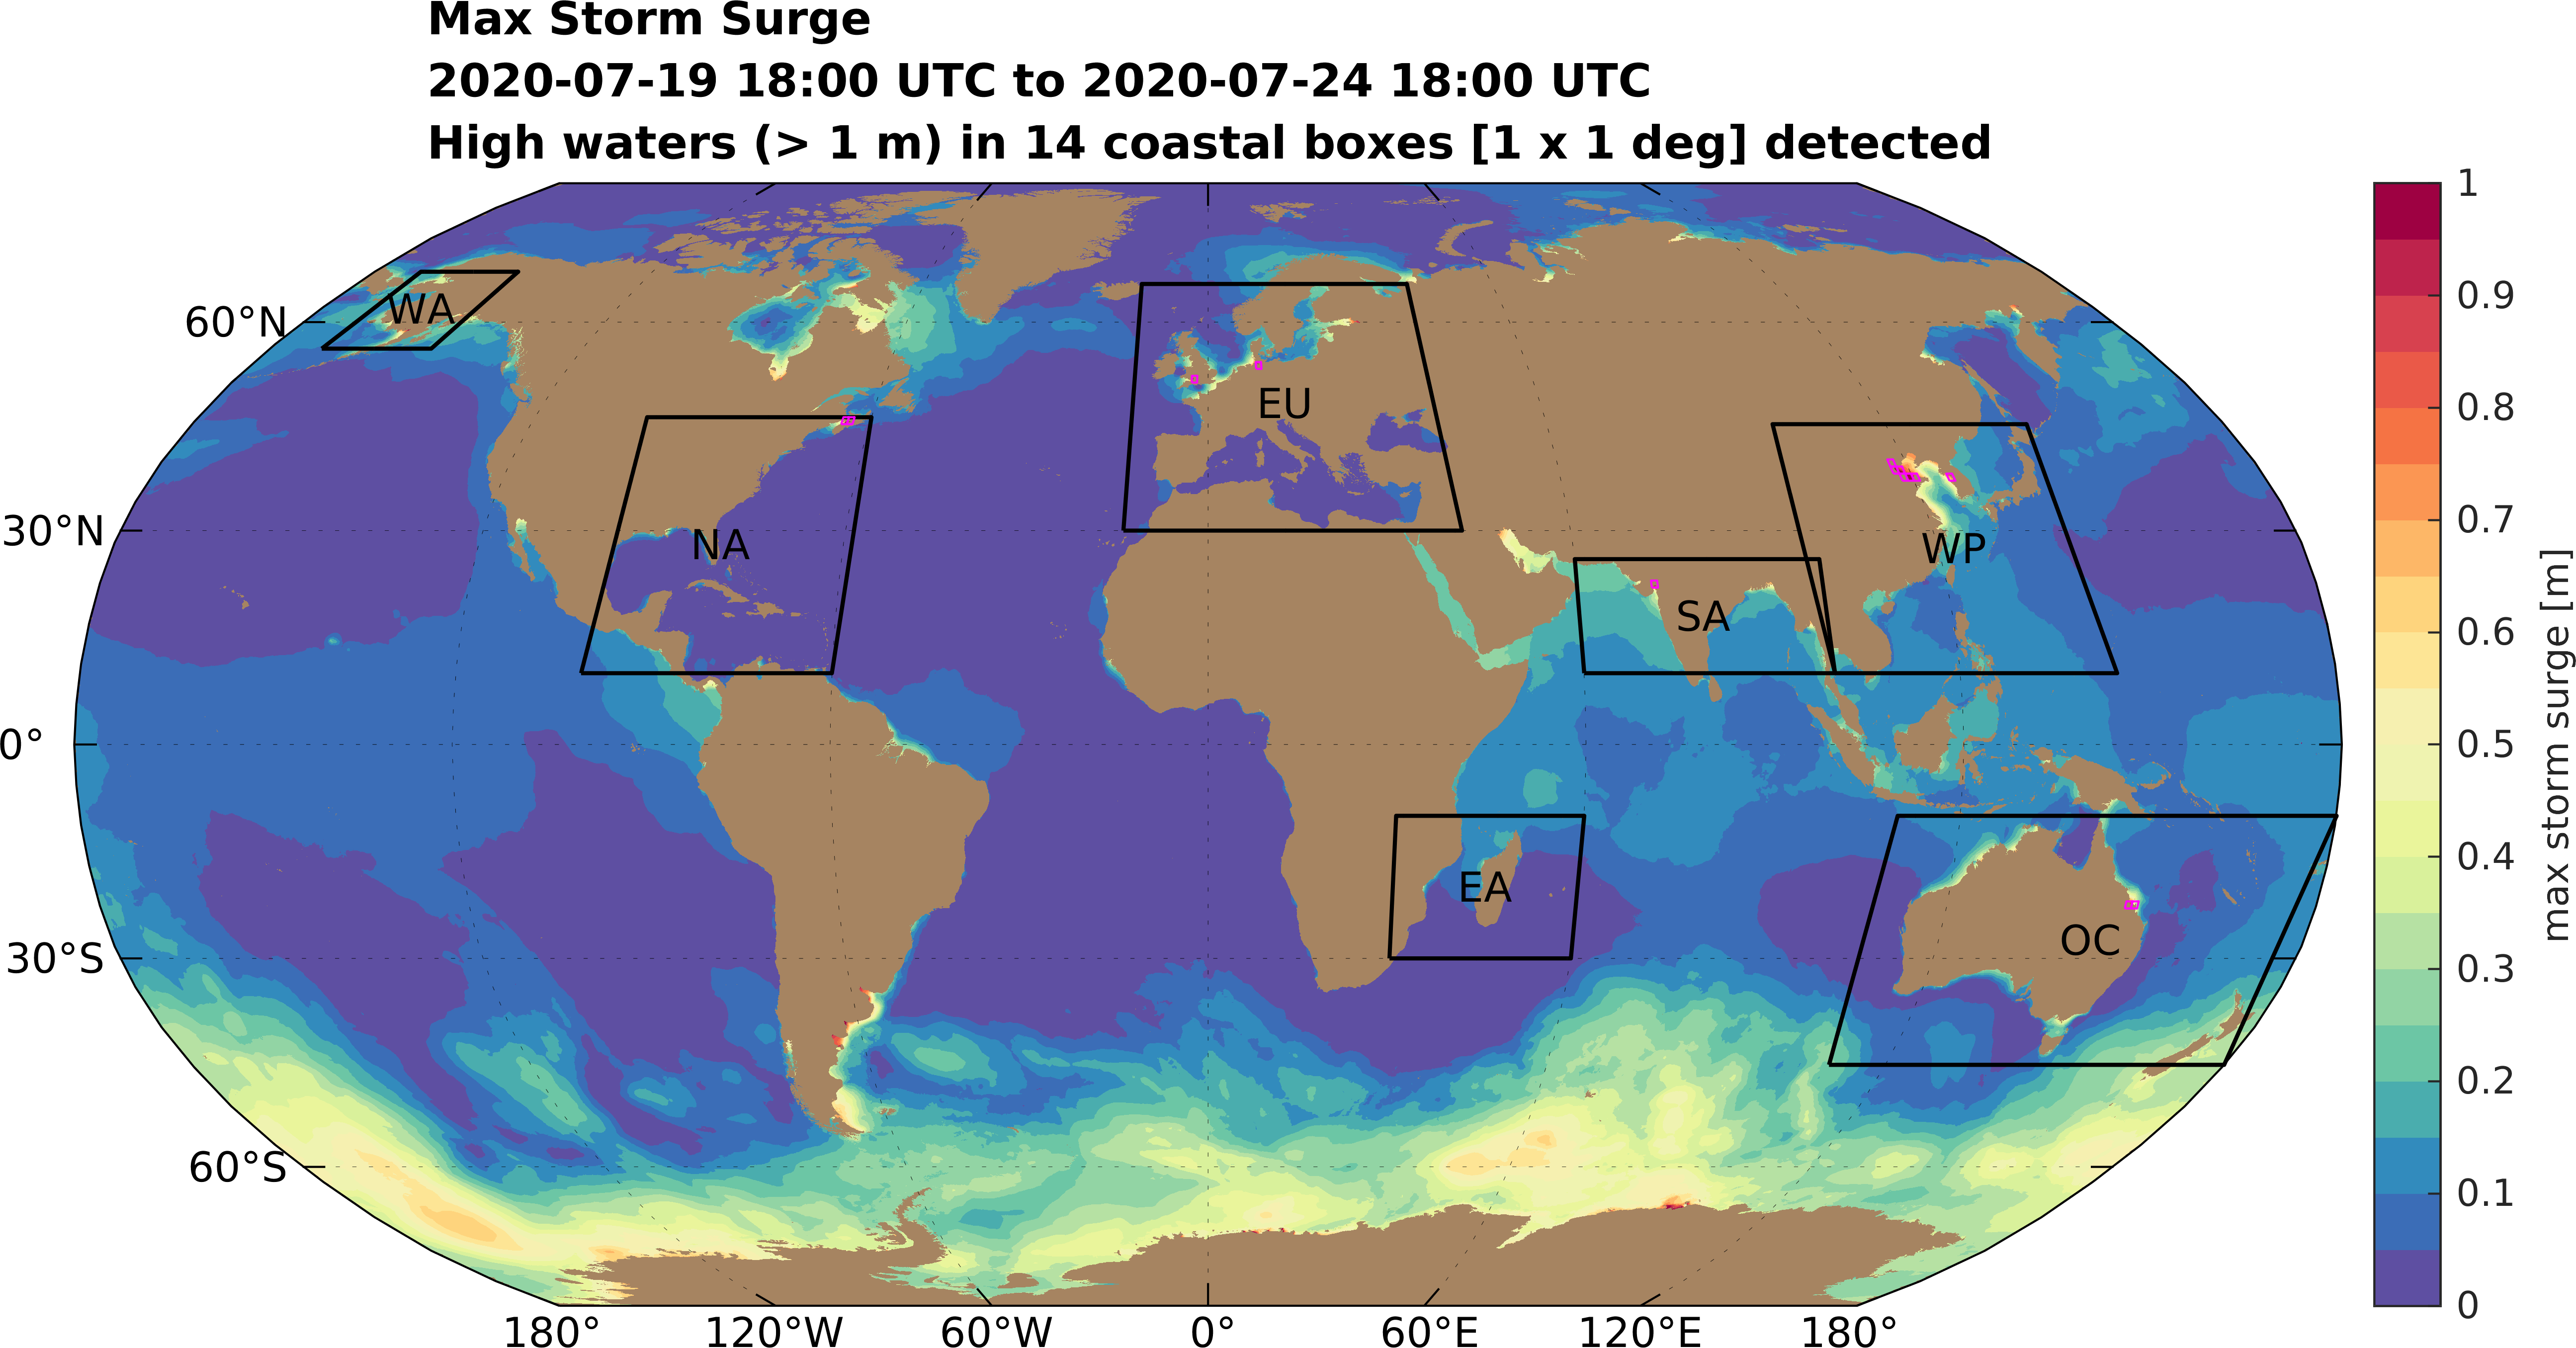 Max Storm Surge
2020-07-19 18:00 UTC to 2020-07-24 18:00 UTC
High waters (> 1 m) in 14 coastal boxes [1 x 1 deg] detected
60°N
30°N
0°
30°S
60°S
WA
NA
EU
SA
WP
EA
OC
180°
120°W
60°W
0°
60°E
120°E
180°
1
0.9
0.8
0.7
0.6
0.5
0.4
0.3
0.2
0.1
0
max storm surge [m]